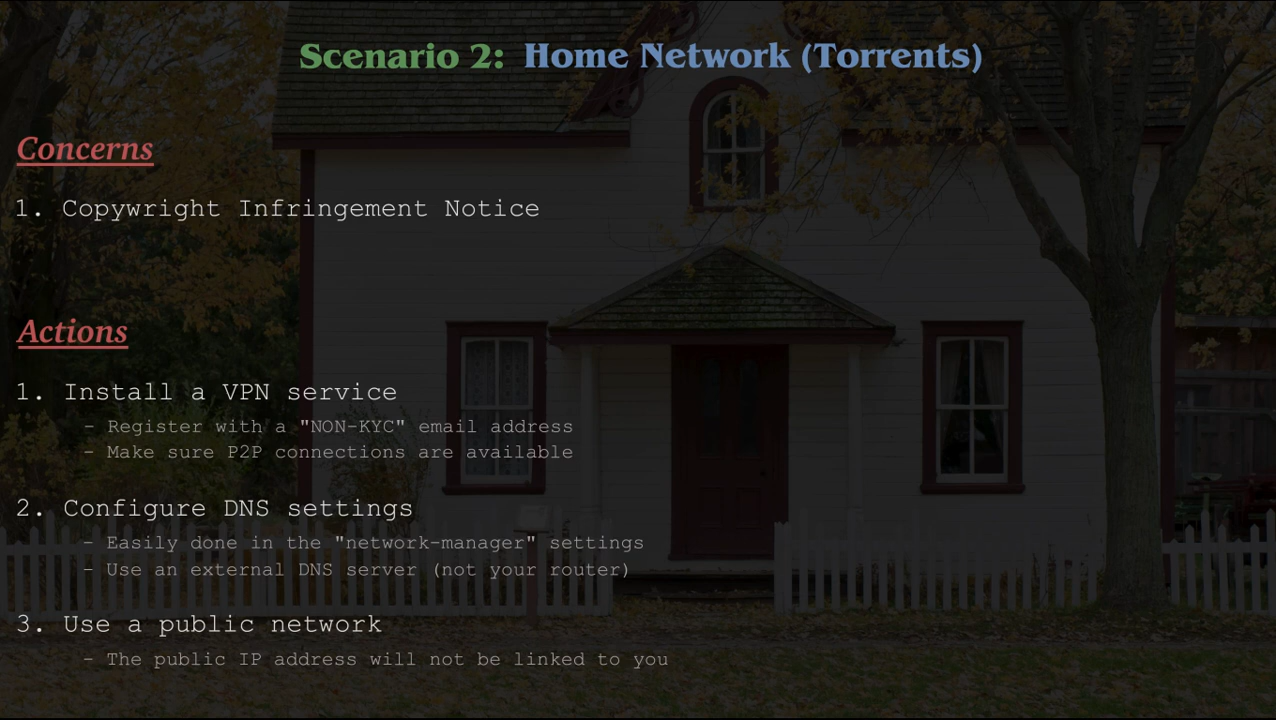 Scenario 2: Home Network (Torrents)
Concerns
1. Copywright Infringement Notice
Actions
1. Install a VPN service
- Register with a "NON-KYC" email address
- Make sure P2P connections are available
2. Configure DNS settings
- Easily done in the "network-manager" settings
- Use an external DNS server (not your router)
3. Use a public network
- The public IP address will not be linked to you